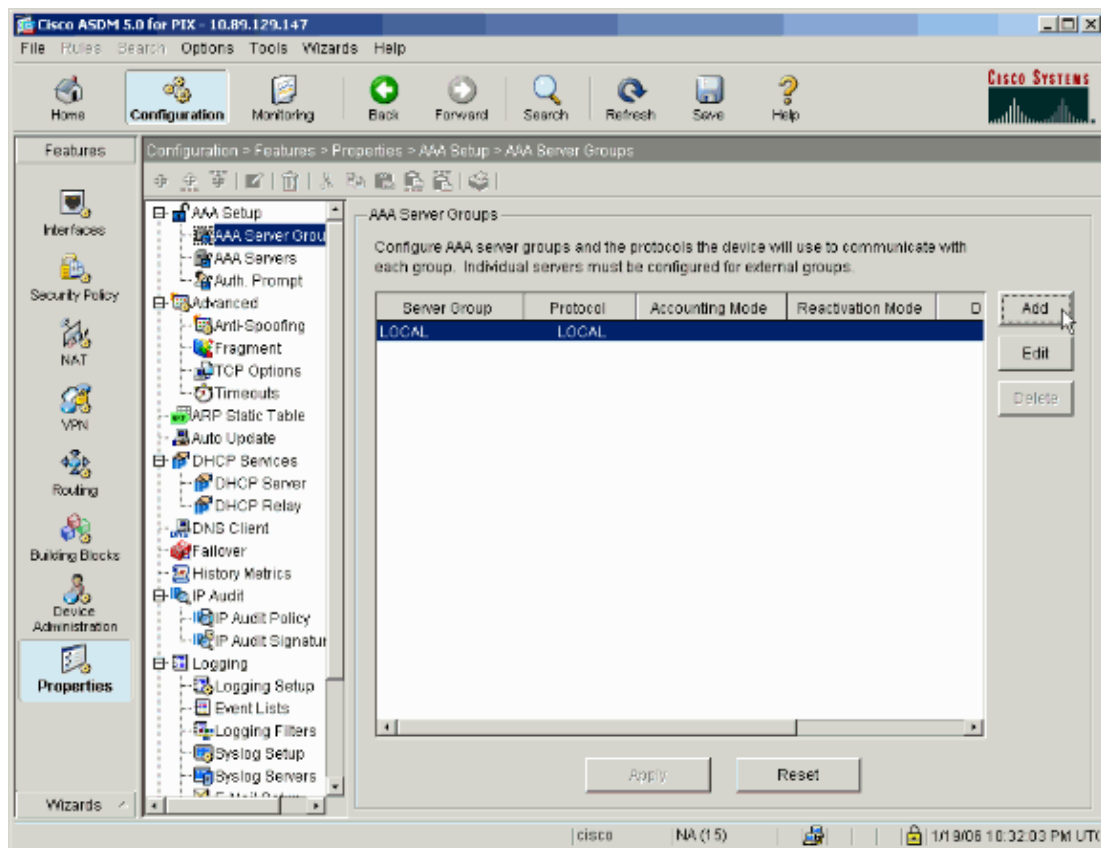 Cisco ASDM 5.0 for PIX - 10.89.129.147
File Rules Search Options Tools Wizards Help
Home Configuration Monitoring Back Forward Search Refresh Save Help
CISCO SYSTEMS
Features
Configuration > Features > Properties > AAA Setup > AAA Server Groups
Interfaces
Security Policy
NAT
VPN
Routing
Building Blocks
Device
Administration
Properties
Wizards
AAA Setup
AAA Server Grou
AAA Servers
Auth. Prompt
Advanced
Anti-Spoofing
Fragment
TCP Options
Timeouts
ARP Static Table
Auto Update
DHCP Services
DHCP Server
DHCP Relay
DNS Client
Failover
History Metrics
IP Audit
IP Audit Policy
IP Audit Signatur
Logging
Logging Setup
Event Lists
Logging Filters
Syslog Setup
Syslog Servers
AAA Server Groups
Configure AAA server groups and the protocols the device will use to communicate with
each group. Individual servers must be configured for external groups.
Server Group Protocol Accounting Mode Reactivation Mode D
LOCAL LOCAL
Add
Edit
Delete
Apply Reset
cisco NA (15) 1/19/06 10:32:03 PM UTC